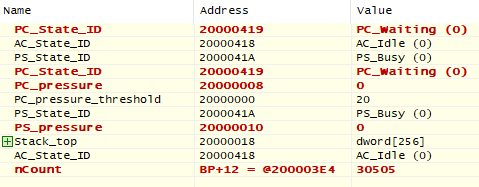 Name Address Value
PC_State_ID 20000419 PC_Waiting (0)
AC_State_ID 20000418 AC_Idle (0)
PS_State_ID 2000041A PS_Busy (0)
PC_State_ID 20000419 PC_Waiting (0)
PC_pressure 20000008 0
PC_pressure_threshold 20000000 20
PS_State_ID 2000041A PS_Busy (0)
PS_pressure 20000010 0
Stack_top 20000018 dword[256]
AC_State_ID 20000418 AC_Idle (0)
nCount BP+12 = @200003E4 30505